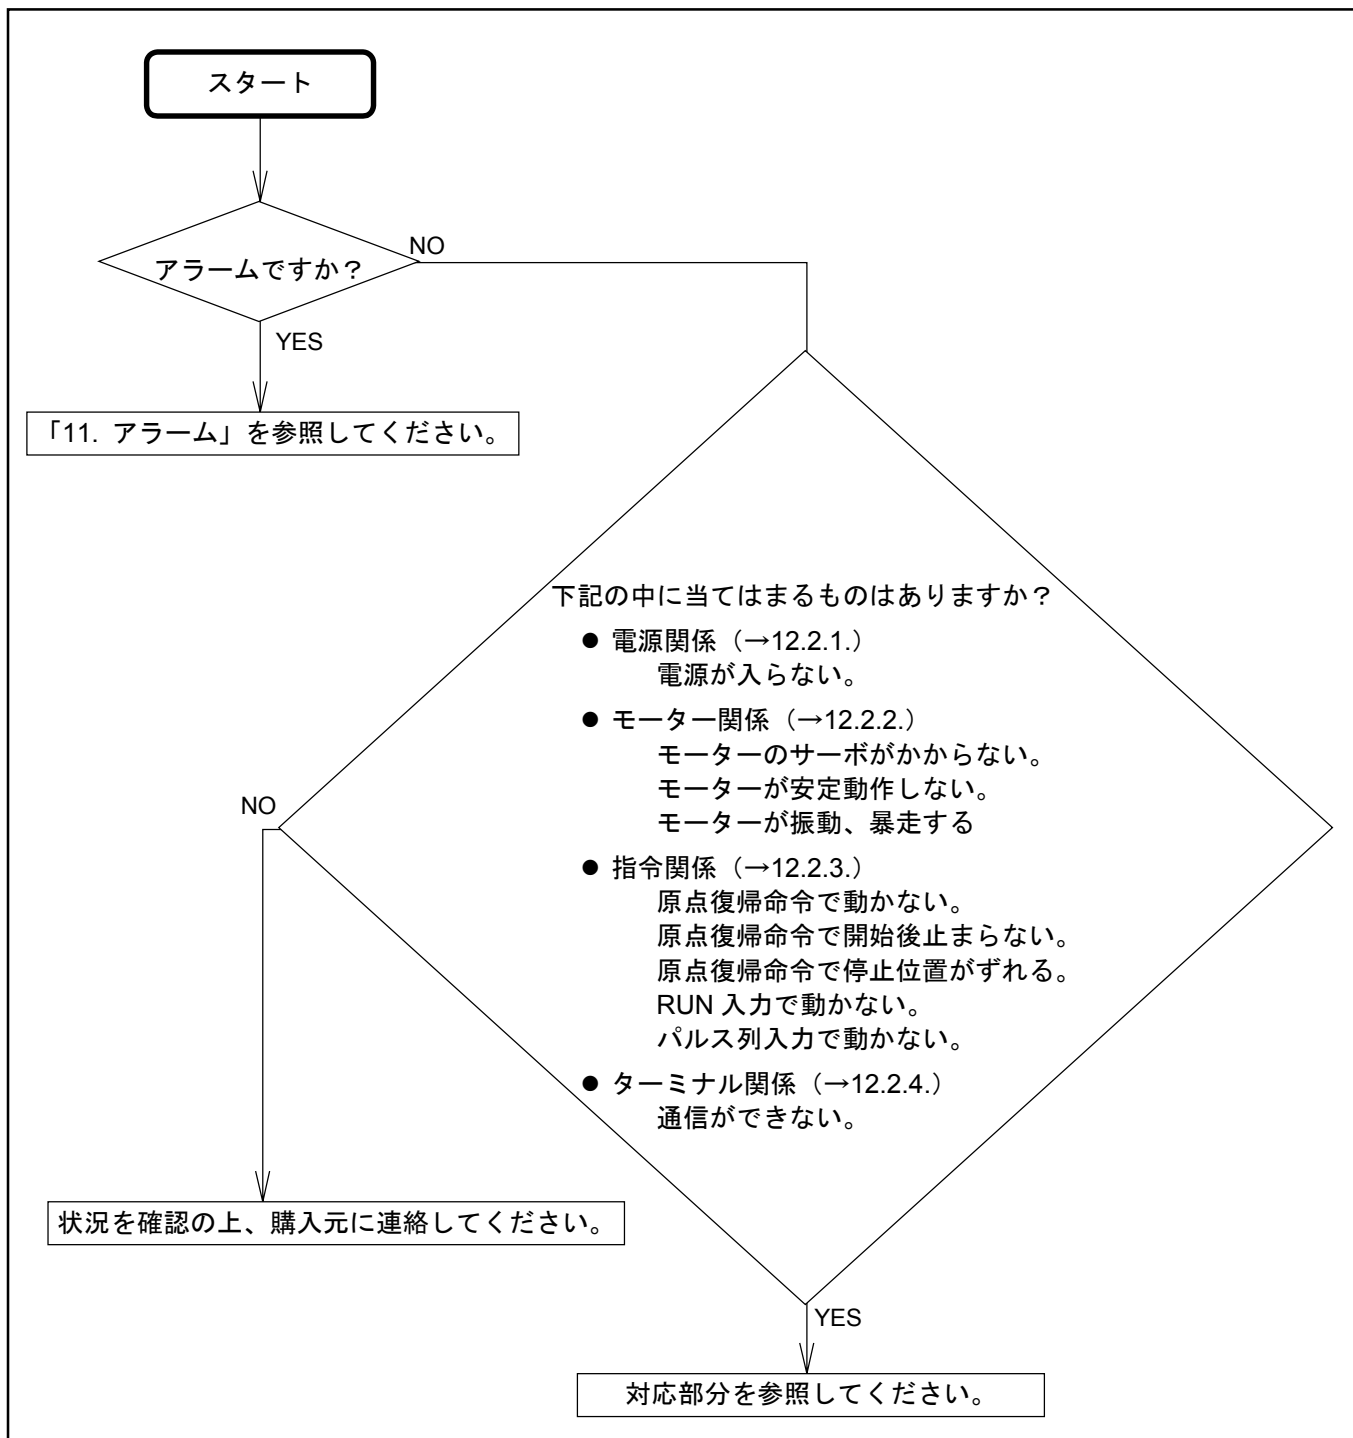 スタート
アラームですか？
NO
YES
「11. アラーム」を参照してください。
下記の中に当てはまるものはありますか？
● 電源関係（→12.2.1.）
電源が入らない。
● モーター関係（→12.2.2.）
モーターのサーボがかからない。
モーターが安定動作しない。
モーターが振動、暴走する
● 指令関係（→12.2.3.）
原点復帰命令で動かない。
原点復帰命令で開始後止まらない。
原点復帰命令で停止位置がずれる。
RUN 入力で動かない。
パルス列入力で動かない。
● ターミナル関係（→12.2.4.）
通信ができない。
NO
状況を確認の上、購入元に連絡してください。
YES
対応部分を参照してください。